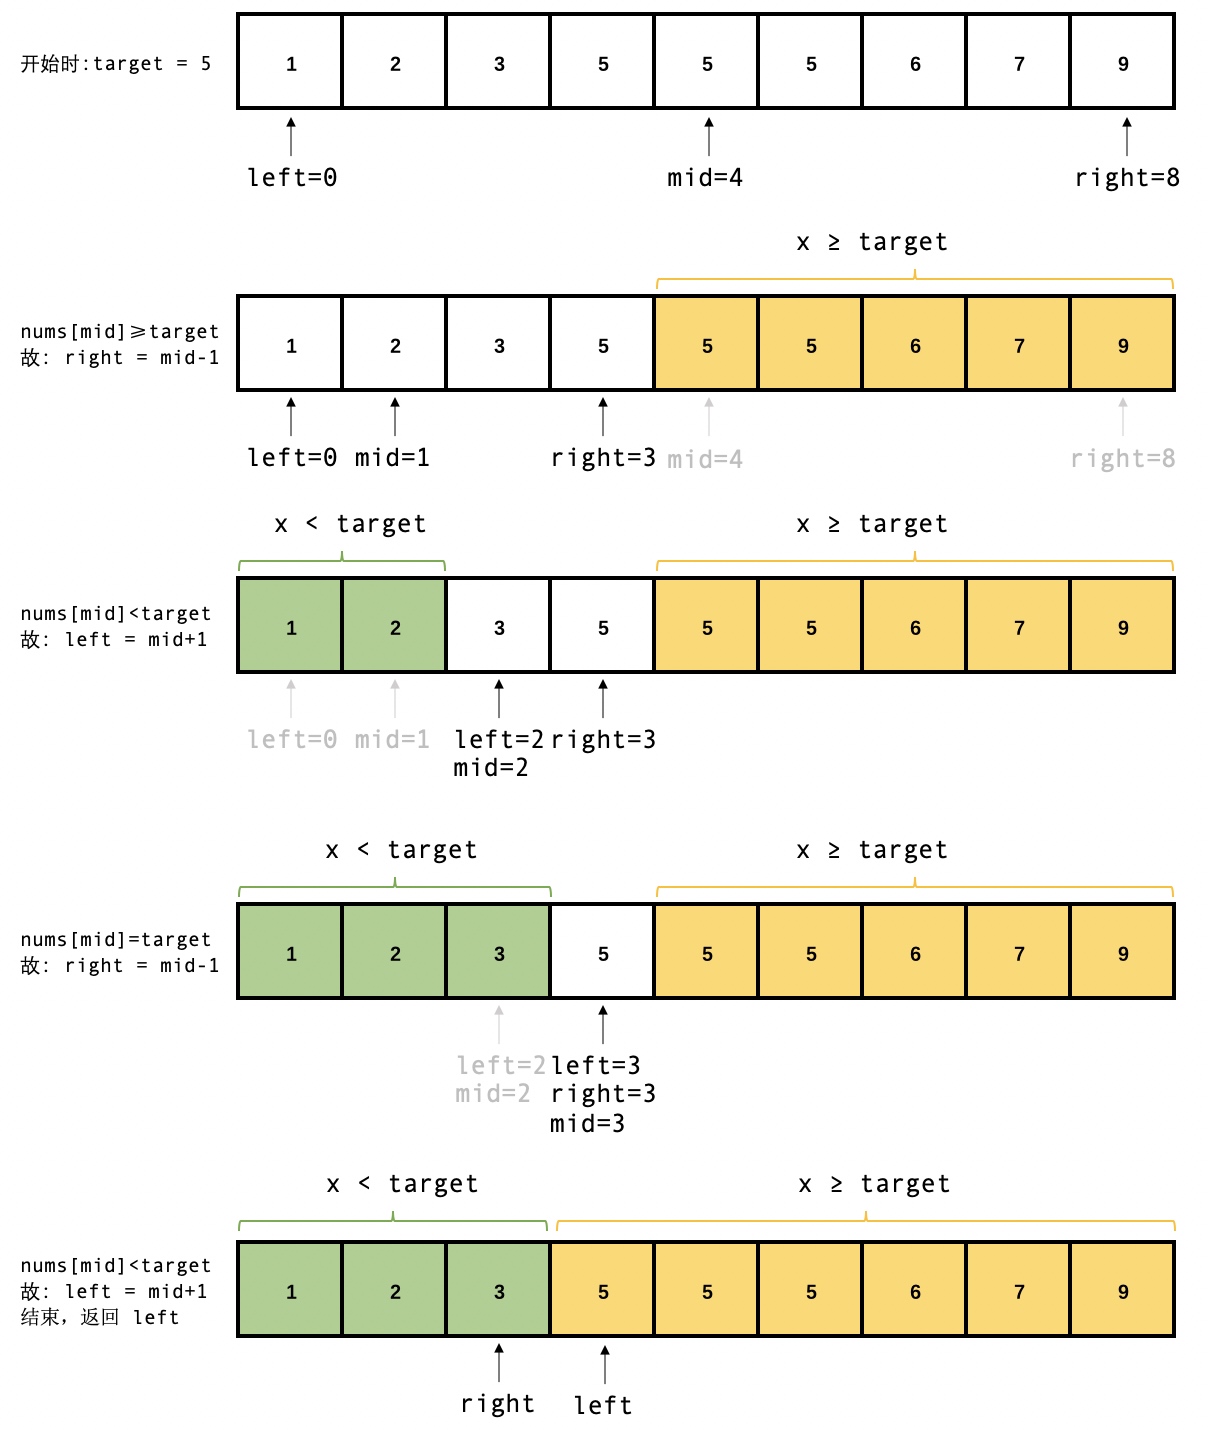 开始时:target = 5
1 2 3 5 5 5 6 7 9
left=0 mid=4 right=8
x ≥ target
nums[mid]⩾target
故: right = mid-1
1 2 3 5 5 5 6 7 9
left=0 mid=1 right=3 mid=4 right=8
x < target x ≥ target
nums[mid]<target
故: left = mid+1
1 2 3 5 5 5 6 7 9
left=0 mid=1 left=2 right=3
mid=2
x < target x ≥ target
nums[mid]=target
故: right = mid-1
1 2 3 5 5 5 6 7 9
left=2 left=3
mid=2 right=3
mid=3
x < target x ≥ target
nums[mid]<target
故: left = mid+1
结束，返回 left
1 2 3 5 5 5 6 7 9
right left